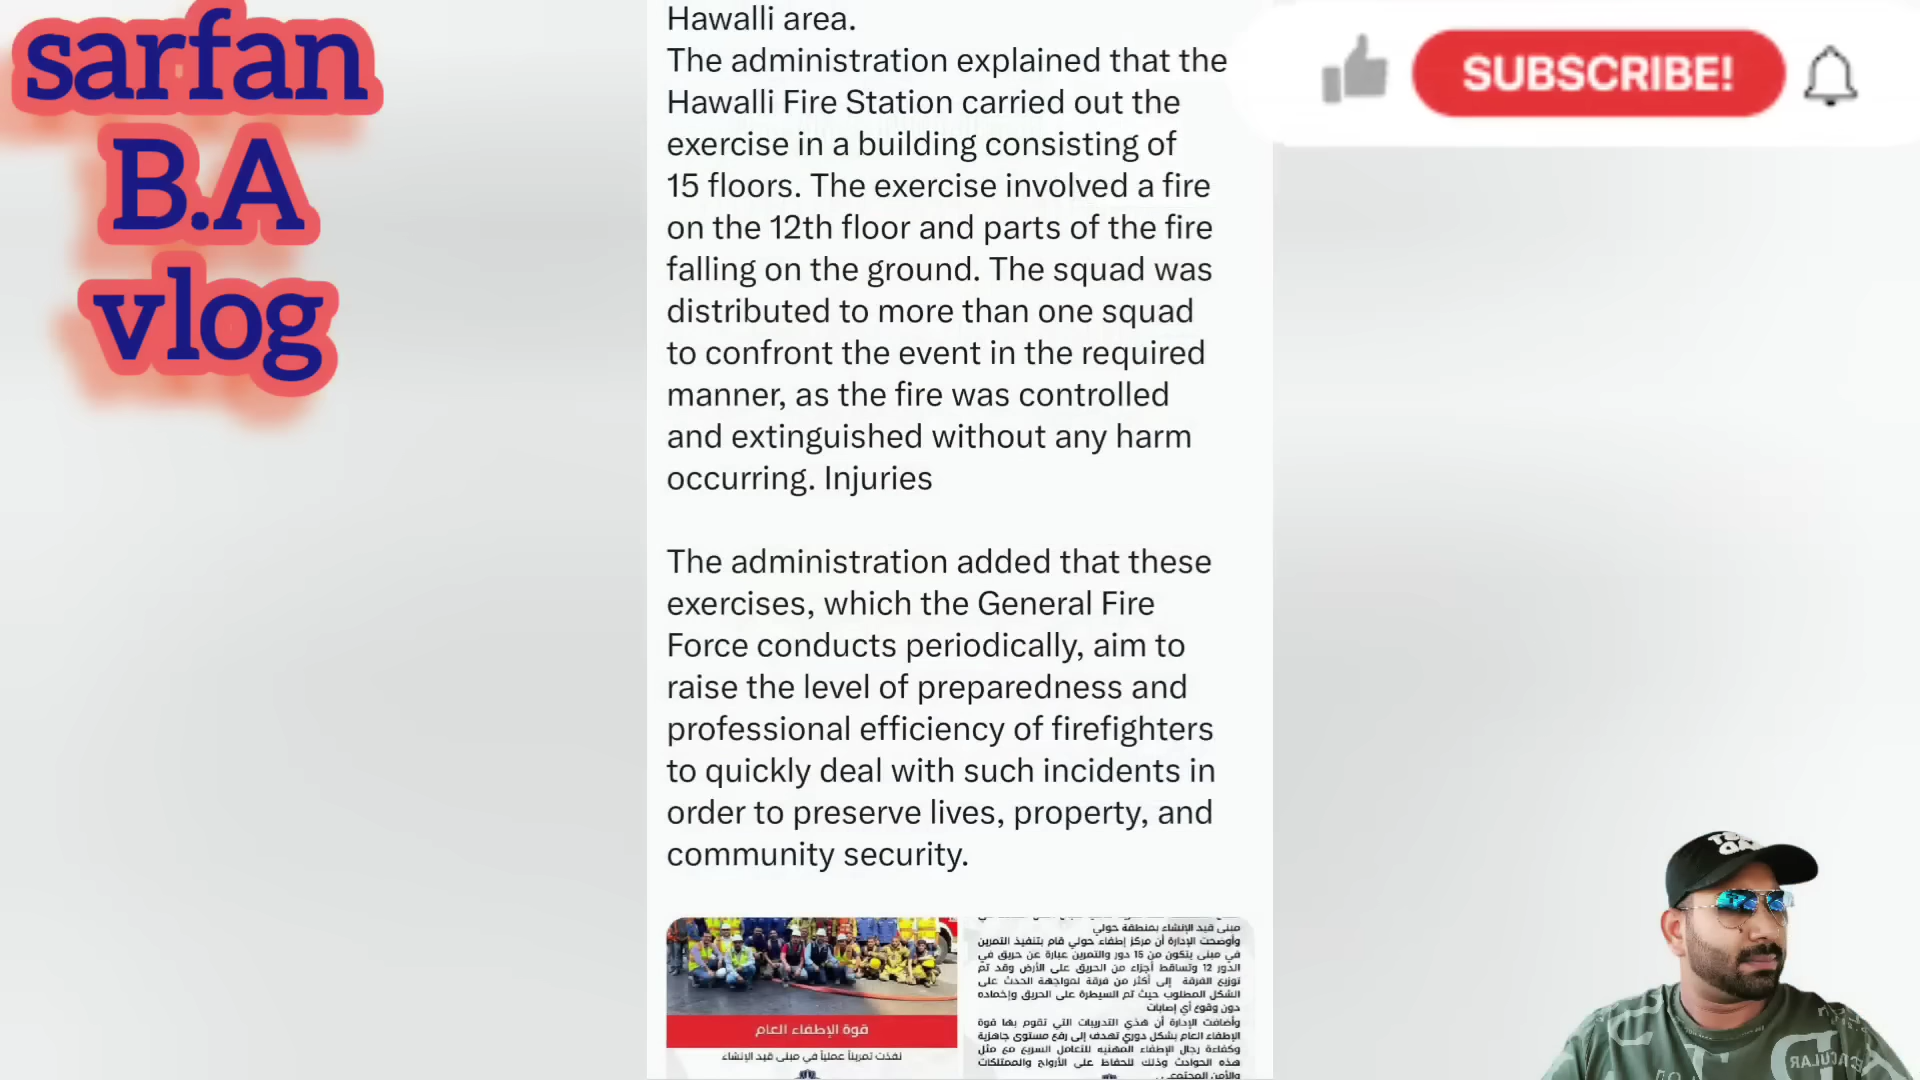 sarfan
B.A
vlog
SUBSCRIBE!
Hawalli area.
The administration explained that the
Hawalli Fire Station carried out the
exercise in a building consisting of
15 floors. The exercise involved a fire
on the 12th floor and parts of the fire
falling on the ground. The squad was
distributed to more than one squad
to confront the event in the required
manner, as the fire was controlled
and extinguished without any harm
occurring. Injuries
The administration added that these
exercises, which the General Fire
Force conducts periodically, aim to
raise the level of preparedness and
professional efficiency of firefighters
to quickly deal with such incidents in
order to preserve lives, property, and
community security.
قوة الإطفاء العام
نفذت تمريناً عملياً في مبنى قيد الإنشاء
مبنى قيد الإنشاء بمنطقة حولي
وأوضحت الإدارة أن مركز إطفاء حولي قام بتنفيذ التمرين
في مبنى يتكون من 15 دور والتمرين عبارة عن حريق في
الدور 12 وتساقط أجزاء من الحريق على الأرض وقد تم
توزيع الفرقة إلى أكثر من فرقة لمواجهة الحدث على
الشكل المطلوب حيث تم السيطرة على الحريق وإخماده
دون وقوع أي إصابات
وأضافت الإدارة أن هذي التدريبات التي تقوم بها قوة
الإطفاء العام بشكل دوري تهدف إلى رفع مستوى جاهزية
وكفاءة رجال الإطفاء المهنيه للتعامل السريع مع مثل
هذه الحوادث وذلك للحفاظ على الأرواح والممتلكات
والأمن المجتمعي